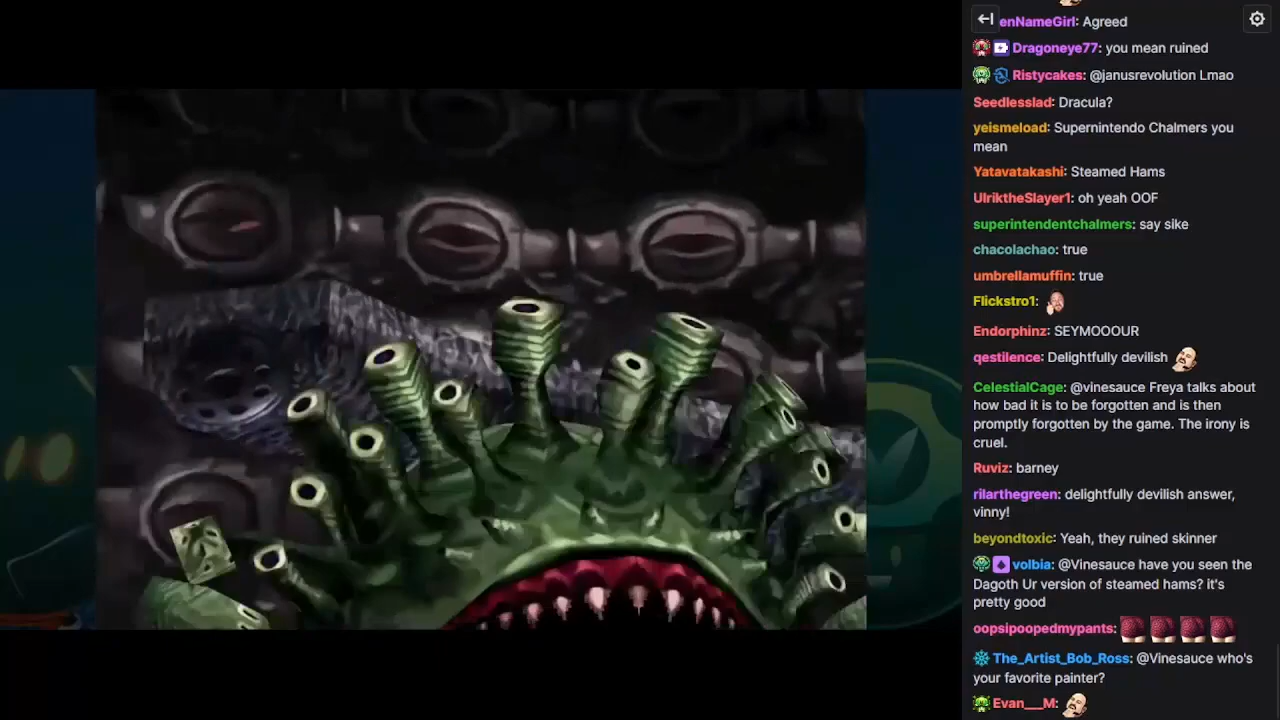 enNameGirl: Agreed
Dragoneye77: you mean ruined
Ristycakes: @janusrevolution Lmao
Seedlesslad: Dracula?
yeismeload: Supernintendo Chalmers you
mean
Yatavatakashi: Steamed Hams
UlriktheSlayer1: oh yeah OOF
superintendentchalmers: say sike
chacolachao: true
umbrellamuffin: true
Flickstro1:
Endorphinz: SEYMOOOUR
qestilence: Delightfully devilish
CelestialCage: @vinesauce Freya talks about
how bad it is to be forgotten and is then
promptly forgotten by the game. The irony is
cruel.
Ruviz: barney
rilarthegreen: delightfully devilish answer,
vinny!
beyondtoxic: Yeah, they ruined skinner
volbia: @Vinesauce have you seen the
Dagoth Ur version of steamed hams? it's
pretty good
oopsipoopedmypants:
The_Artist_Bob_Ross: @Vinesauce who's
your favorite painter?
Evan___M: